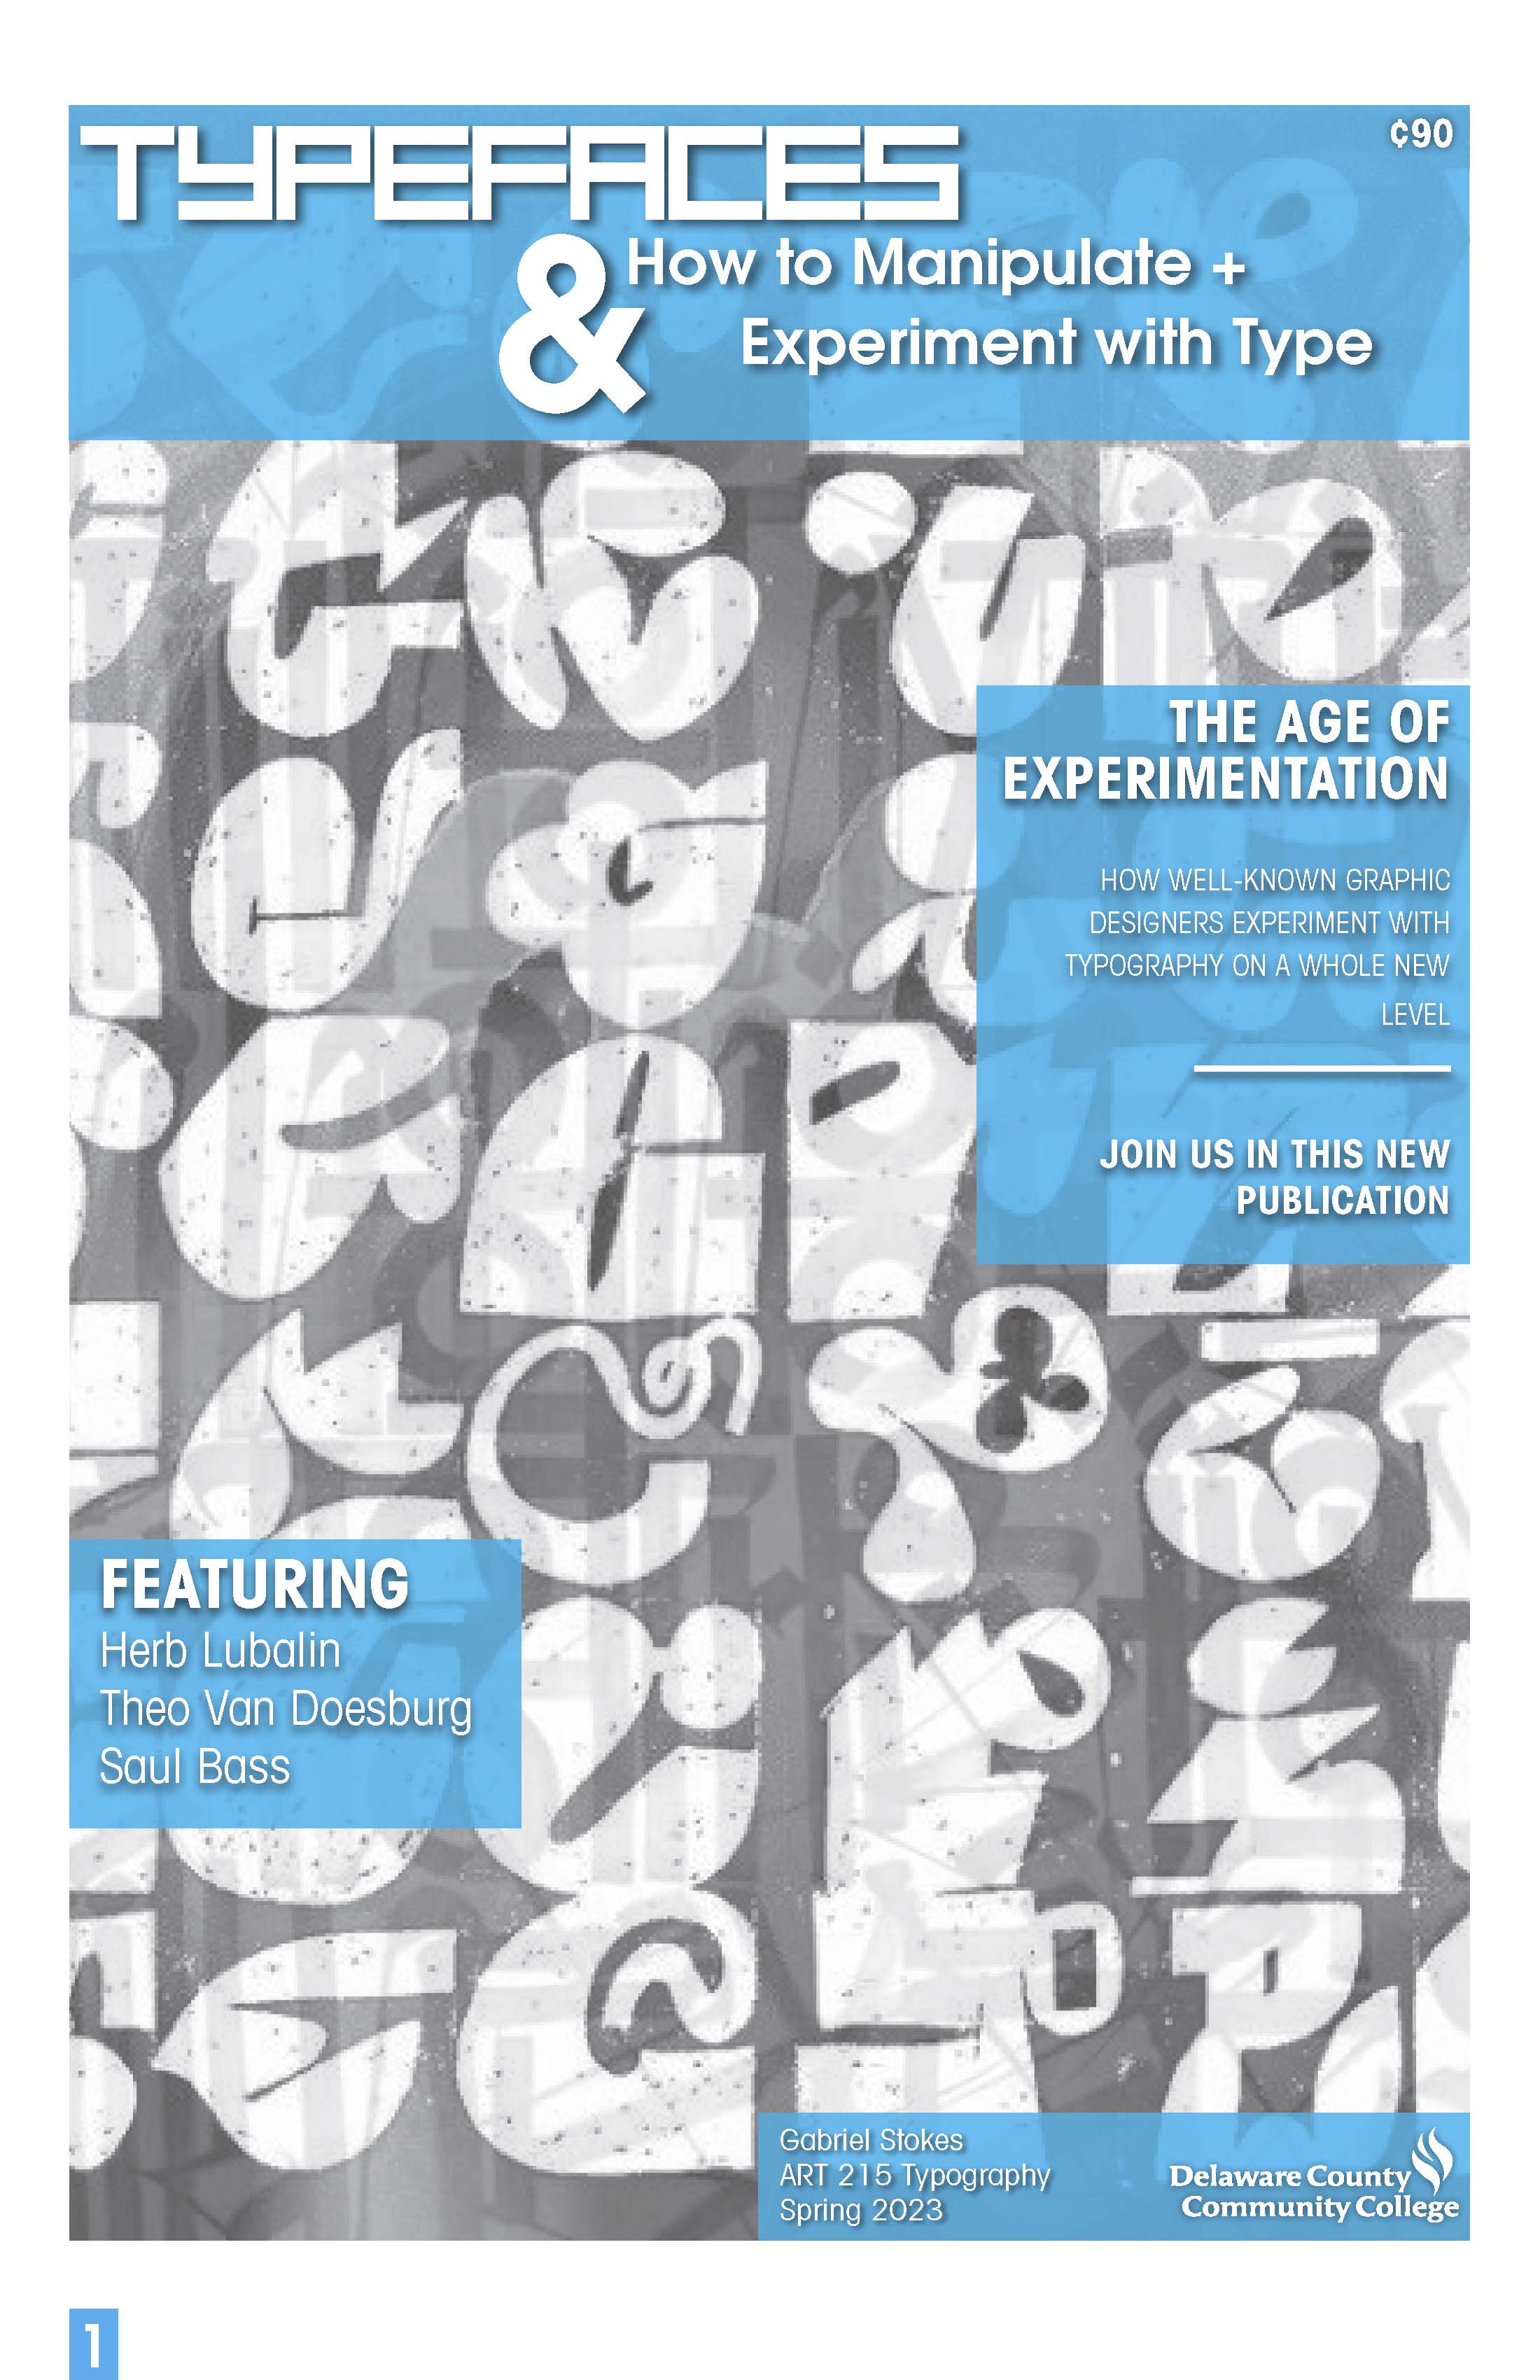 TYPEFACES
¢90
& How to Manipulate +
Experiment with Type
THE AGE OF
EXPERIMENTATION
HOW WELL-KNOWN GRAPHIC
DESIGNERS EXPERIMENT WITH
TYPOGRAPHY ON A WHOLE NEW
LEVEL
JOIN US IN THIS NEW
PUBLICATION
FEATURING
Herb Lubalin
Theo Van Doesburg
Saul Bass
Gabriel Stokes
ART 215 Typography
Spring 2023
Delaware County
Community College
1